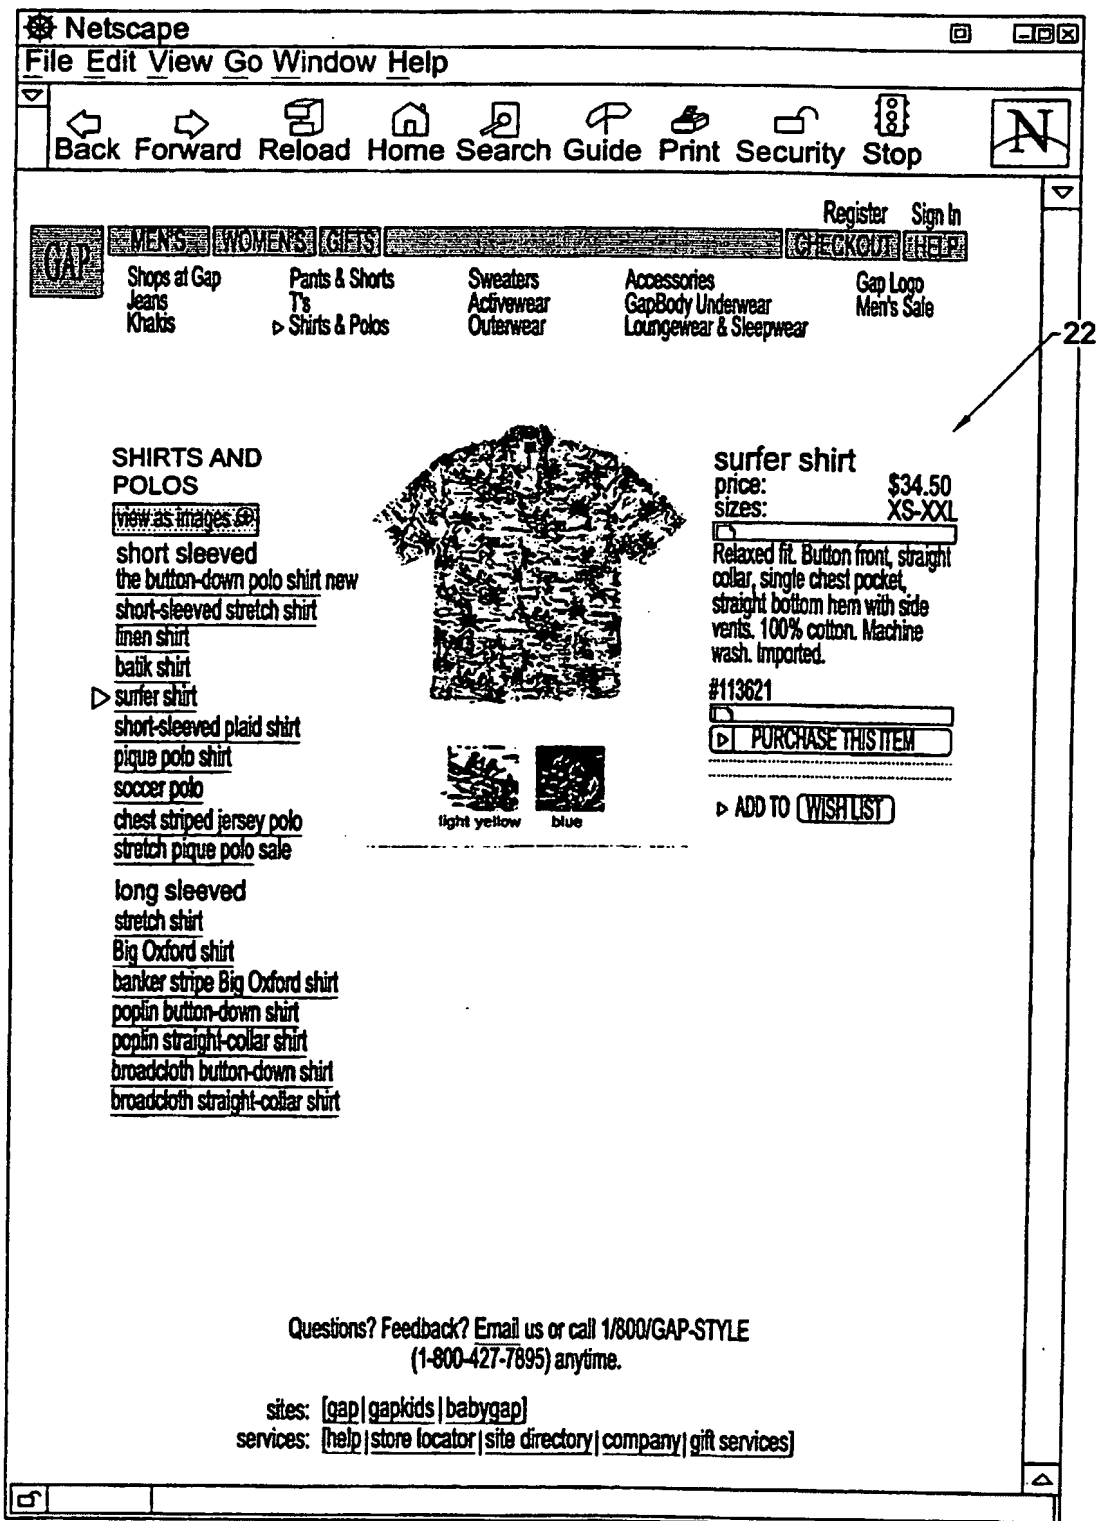 Netscape
File Edit View Go Window Help
Back Forward Reload Home Search Guide Print Security Stop
N
Register Sign In
GAP MEN'S WOMEN'S GIFTS CHECKOUT HELP
Shops at Gap Pants & Shorts Sweaters Accessories Gap Logo
Jeans T's Activewear GapBody Underwear Men's Sale
Khakis Shirts & Polos Outerwear Loungewear & Sleepwear
22
SHIRTS AND
POLOS
view as images
short sleeved
the button-down polo shirt new
short-sleeved stretch shirt
linen shirt
batik shirt
surfer shirt
short-sleeved plaid shirt
pique polo shirt
soccer polo
chest striped jersey polo
stretch pique polo sale
long sleeved
stretch shirt
Big Oxford shirt
banker stripe Big Oxford shirt
poplin button-down shirt
poplin straight-collar shirt
broadcloth button-down shirt
broadcloth straight-collar shirt
light yellow blue
surfer shirt
price: $34.50
sizes: XS-XXL
Relaxed fit. Button front, straight
collar, single chest pocket,
straight bottom hem with side
vents. 100% cotton. Machine
wash. Imported.
#113621
PURCHASE THIS ITEM
ADD TO WISH LIST
Questions? Feedback? Email us or call 1/800/GAP-STYLE
(1-800-427-7895) anytime.
sites: [gap|gapkids|babygap]
services: [help|store locator|site directory|company|gift services]